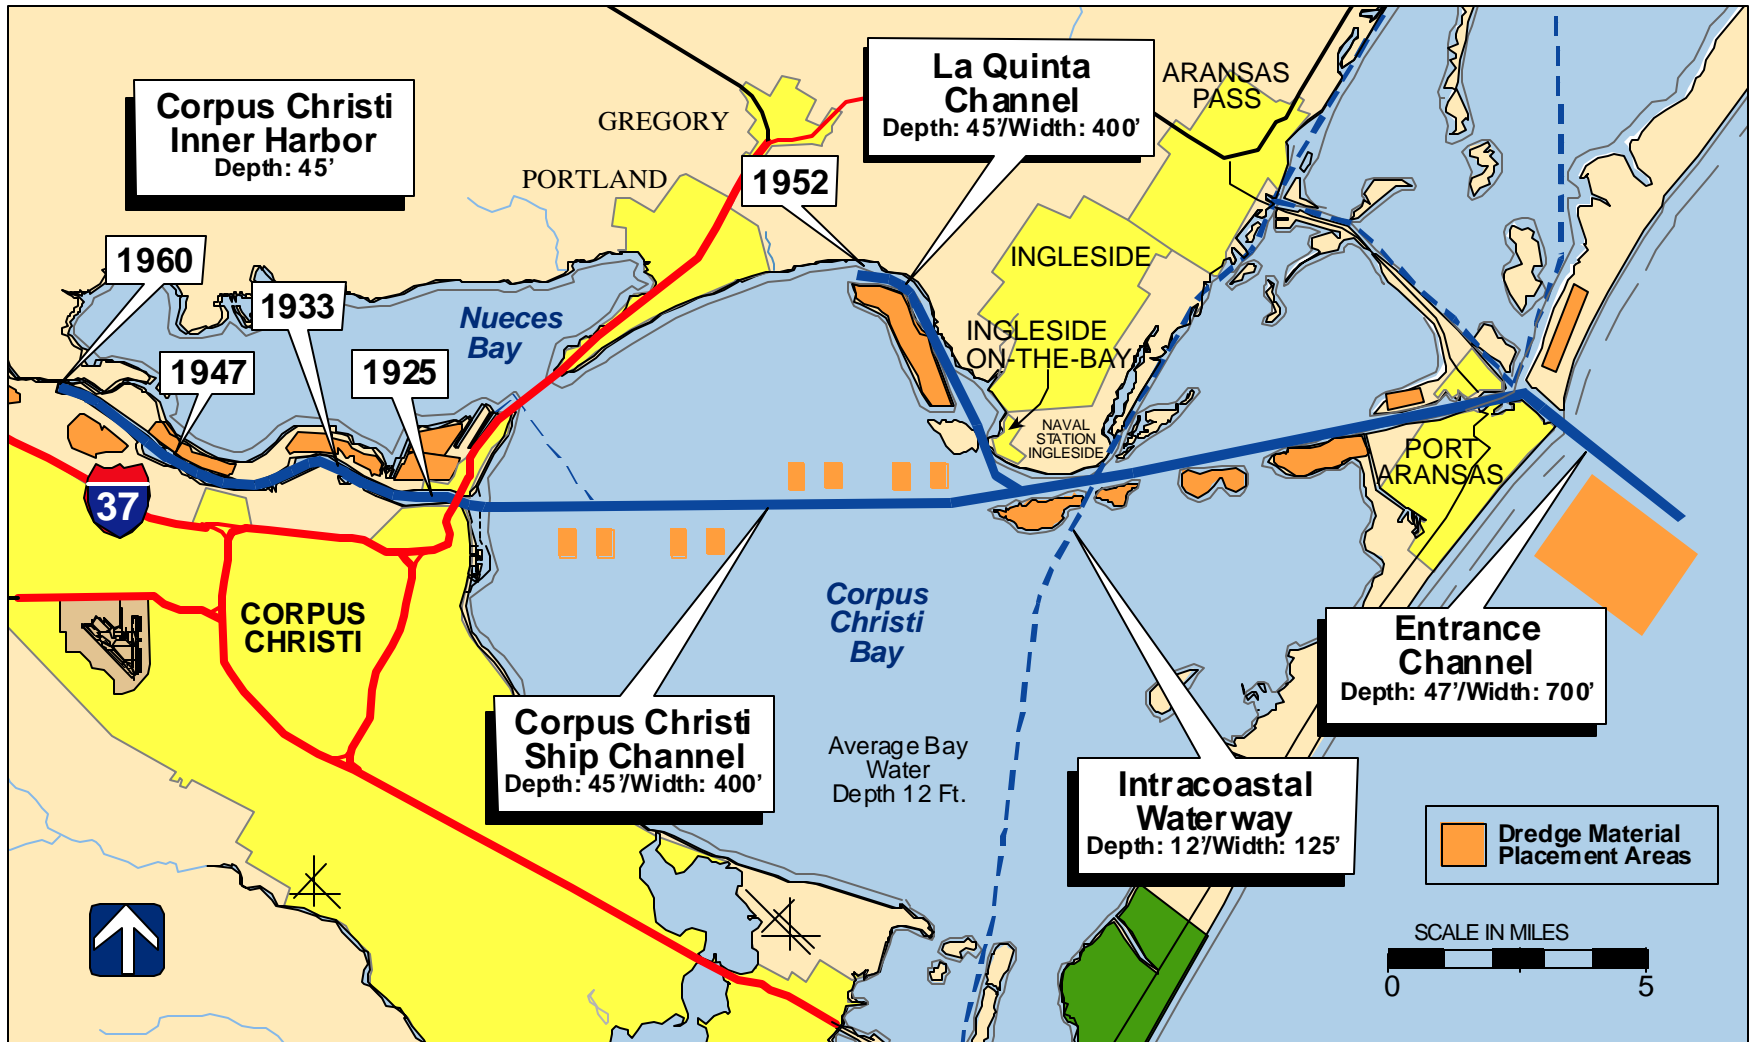 Corpus Christi
Inner Harbor
Depth: 45'
La Quinta
Channel
Depth: 45'/Width: 400'
ARANSAS
PASS
GREGORY
PORTLAND
1952
1960
1933
1947
1925
Nueces
Bay
INGLESIDE
INGLESIDE
ON-THE-BAY
NAVAL
STATION
INGLESIDE
PORT
ARANSAS
37
CORPUS
CHRISTI
Corpus
Christi
Bay
Entrance
Channel
Depth: 47'/Width: 700'
Corpus Christi
Ship Channel
Depth: 45'/Width: 400'
Average Bay
Water
Depth 12 Ft.
Intracoastal
Waterway
Depth: 12'/Width: 125'
Dredge Material
Placement Areas
SCALE IN MILES
0 5